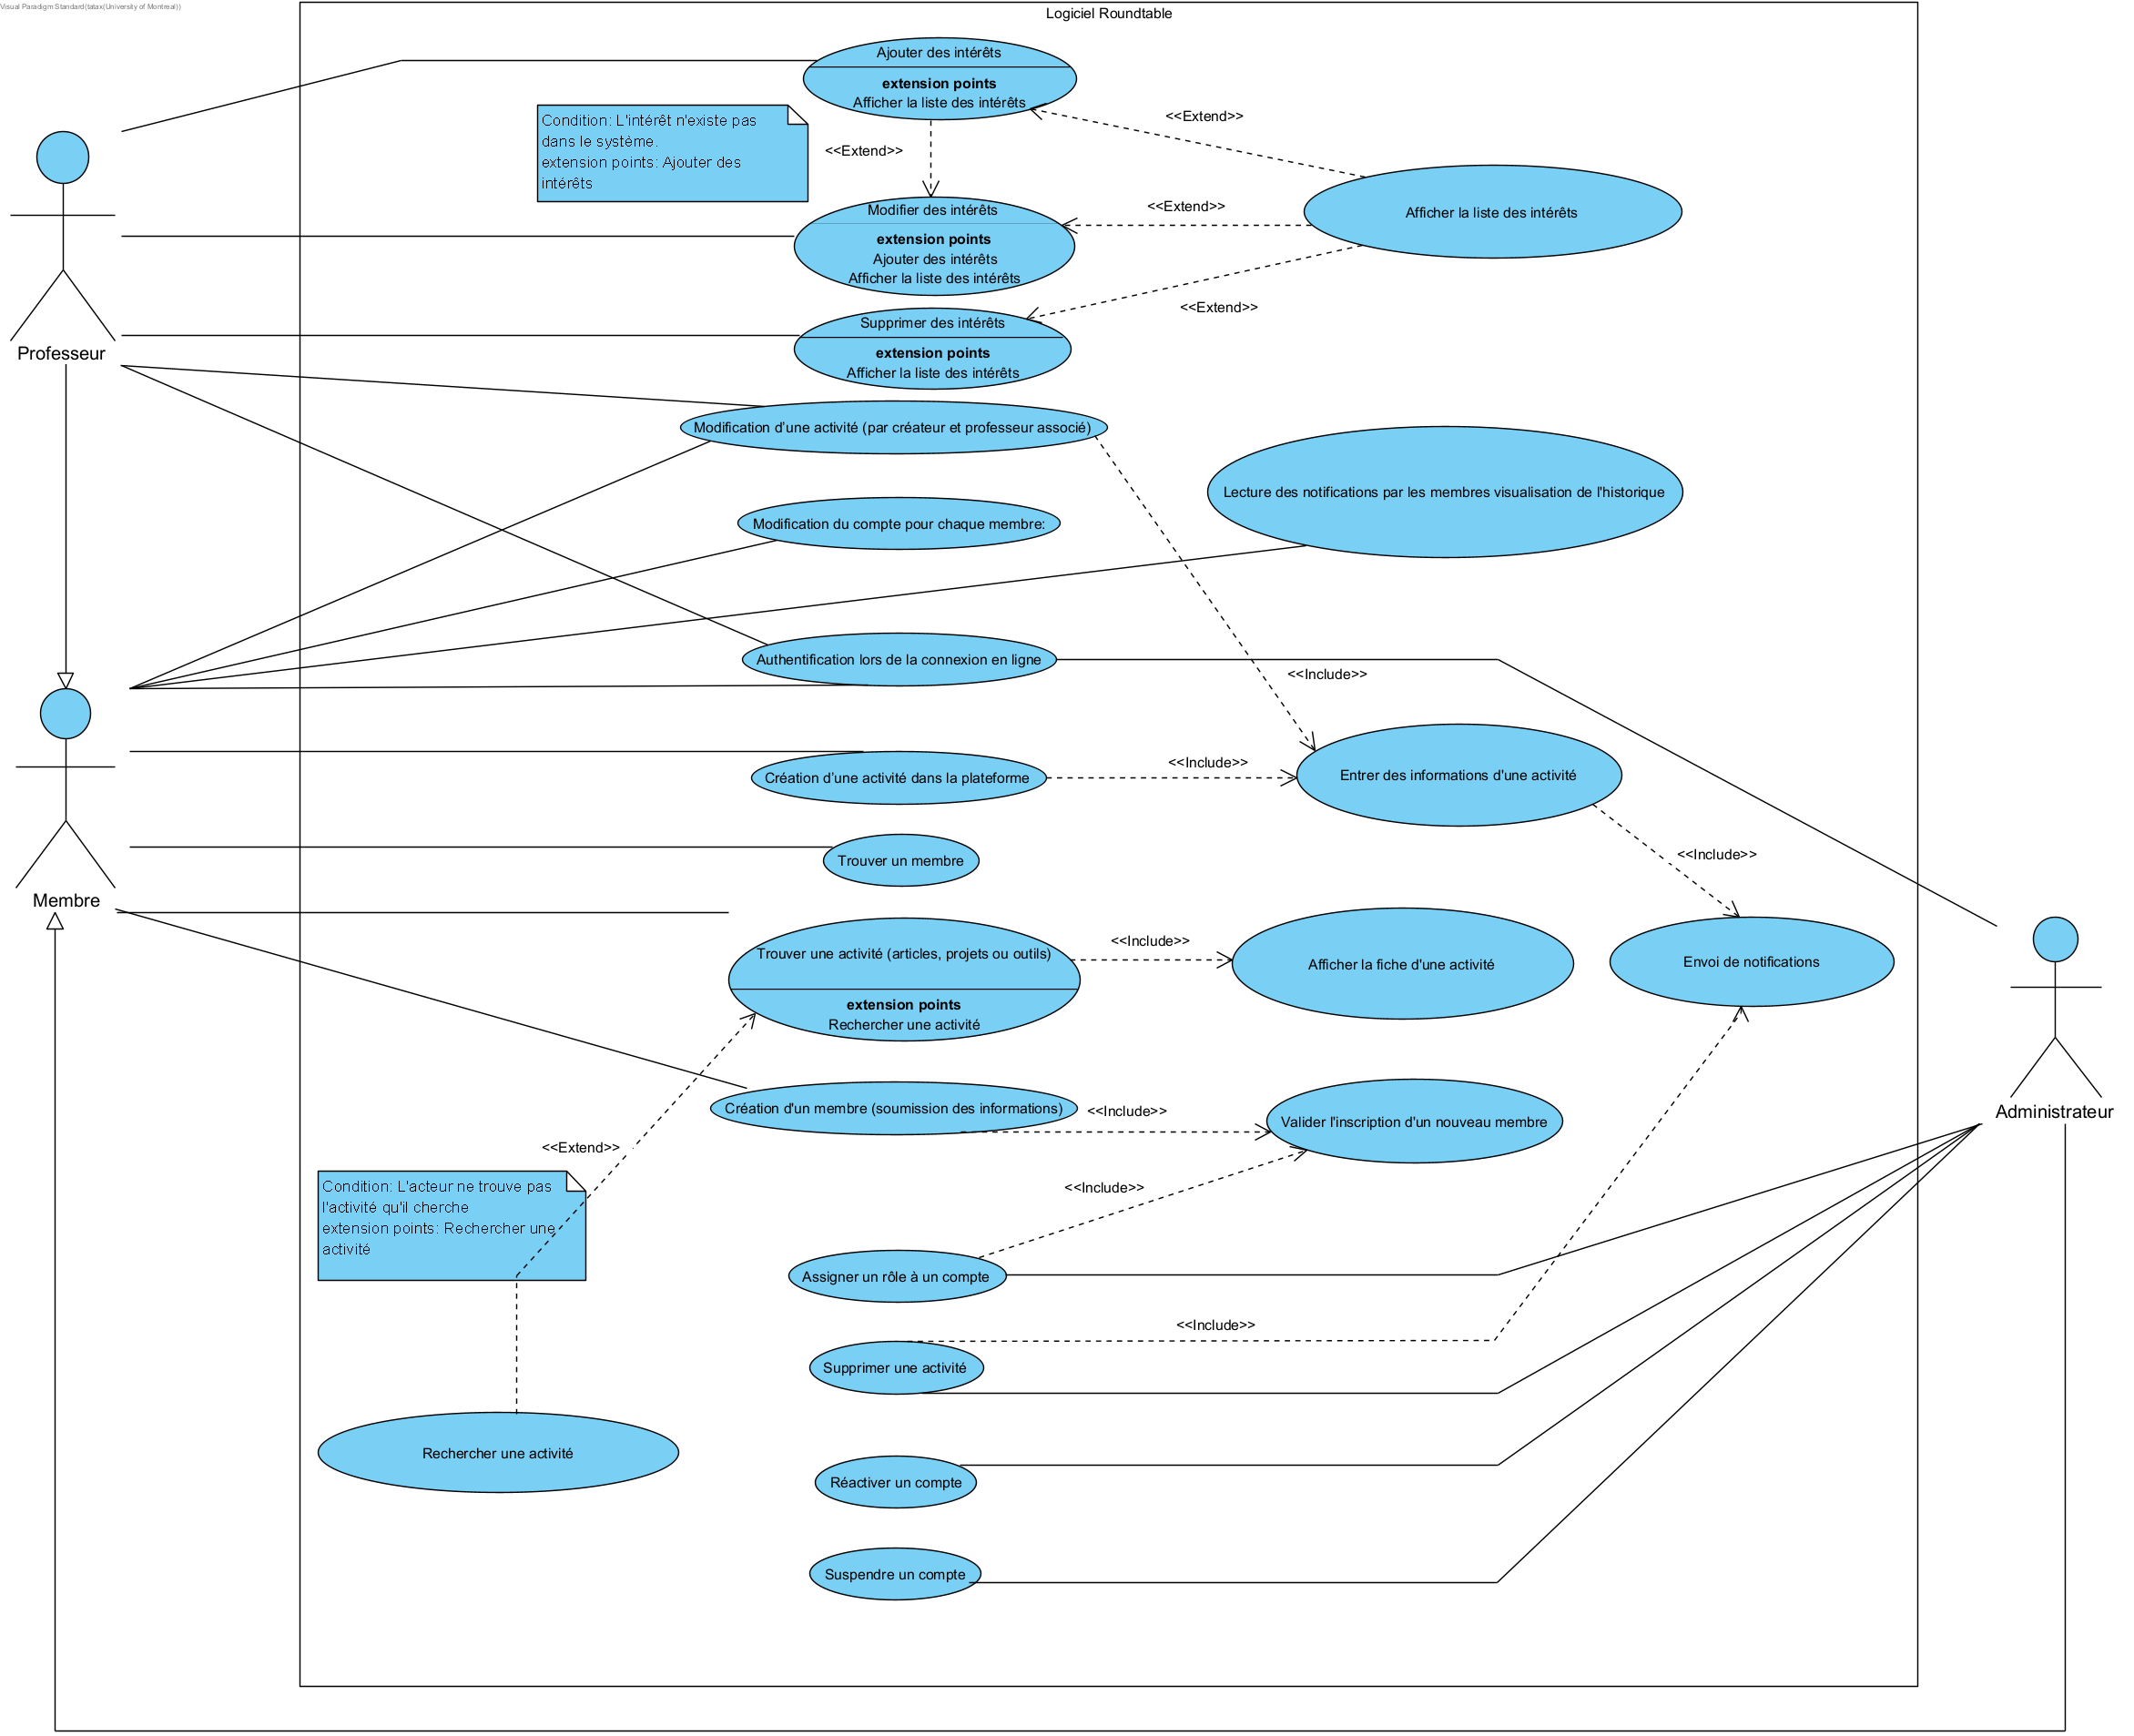 Visual Paradigm Standard(tatax(University of Montreal))
Logiciel Roundtable
Ajouter des intérêts
extension points
Afficher la liste des intérêts
Condition: L'intérêt n'existe pas
dans le système.
extension points: Ajouter des
intérêts
<<Extend>>
<<Extend>>
Modifier des intérêts
extension points
Ajouter des intérêts
Afficher la liste des intérêts
<<Extend>>
Afficher la liste des intérêts
<<Extend>>
Supprimer des intérêts
extension points
Afficher la liste des intérêts
Professeur
Modification d'une activité (par créateur et professeur associé)
Lecture des notifications par les membres visualisation de l'historique
Modification du compte pour chaque membre:
Authentification lors de la connexion en ligne
<<Include>>
Création d'une activité dans la plateforme
<<Include>>
Entrer des informations d'une activité
Trouver un membre
<<Include>>
Membre
Trouver une activité (articles, projets ou outils)
extension points
Rechercher une activité
<<Include>>
Afficher la fiche d'une activité
Envoi de notifications
Administrateur
Création d'un membre (soumission des informations)
<<Include>>
Valider l'inscription d'un nouveau membre
<<Extend>>
Condition: L'acteur ne trouve pas
l'activité qu'il cherche
extension points: Rechercher une
activité
<<Include>>
Assigner un rôle à un compte
<<Include>>
Supprimer une activité
Rechercher une activité
Réactiver un compte
Suspendre un compte